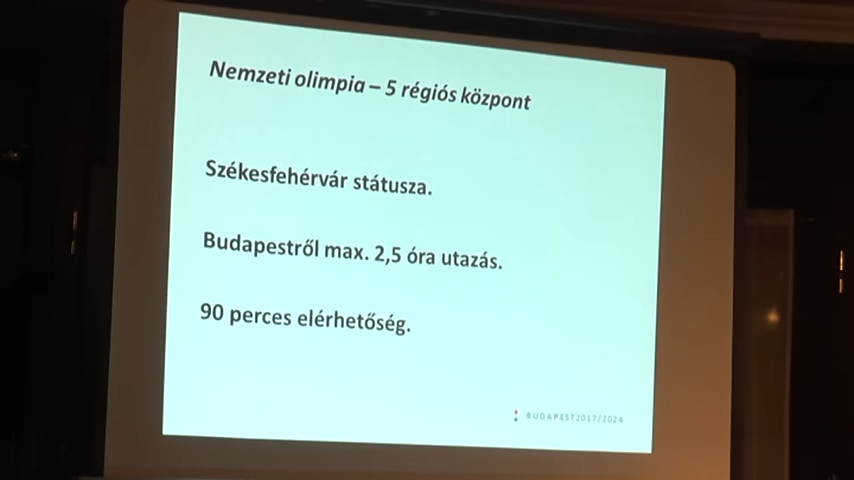 Nemzeti olimpia – 5 régiós központ
Székesfehérvár státusza.
Budapestről max. 2,5 óra utazás.
90 perces elérhetőség.
BUDAPEST2017/2024